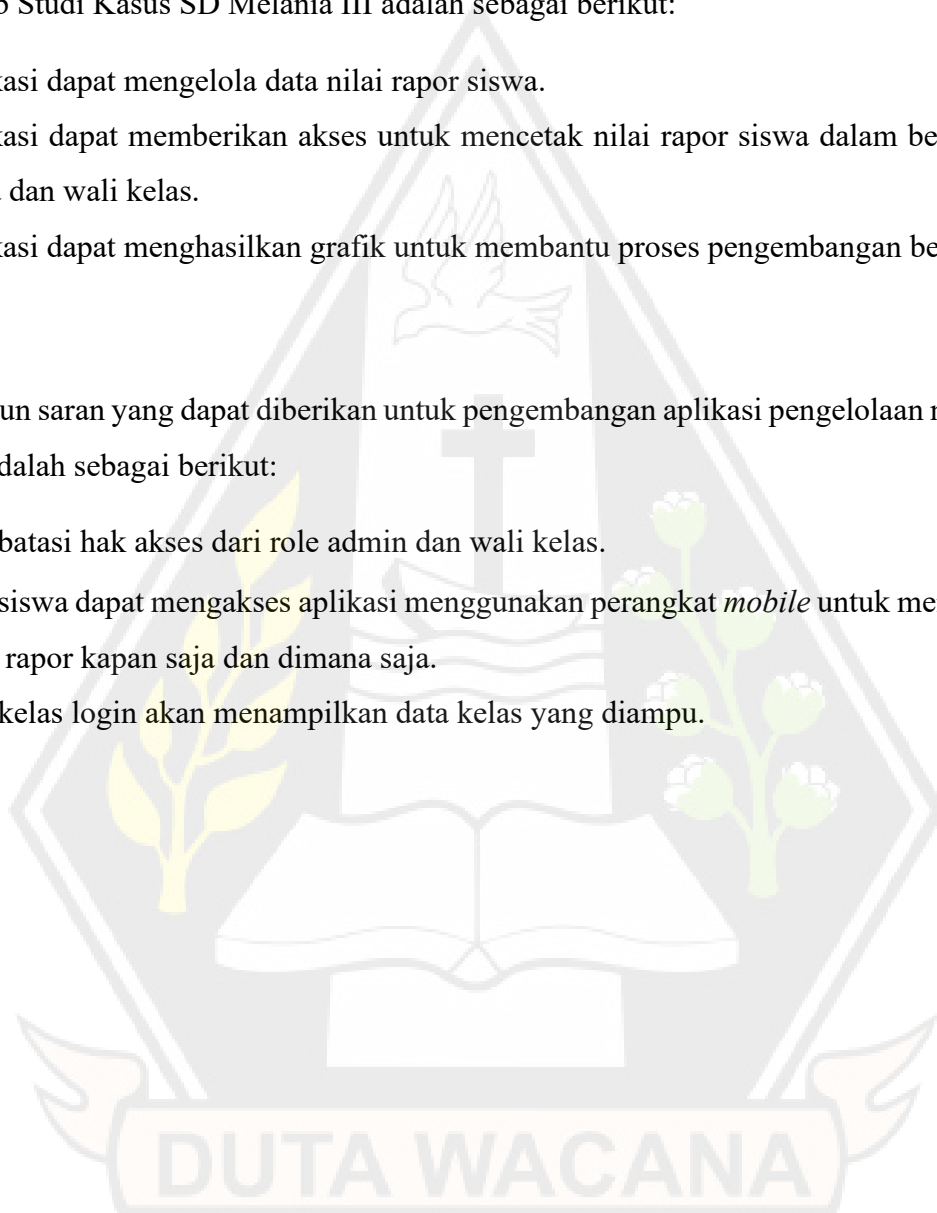 Studi Kasus SD Melania III adalah sebagai berikut:
kasi dapat mengelola data nilai rapor siswa.
kasi dapat memberikan akses untuk mencetak nilai rapor siswa dalam be
dan wali kelas.
kasi dapat menghasilkan grafik untuk membantu proses pengembangan be
un saran yang dapat diberikan untuk pengembangan aplikasi pengelolaan
dalah sebagai berikut:
batasi hak akses dari role admin dan wali kelas.
siswa dapat mengakses aplikasi menggunakan perangkat mobile untuk me
rapor kapan saja dan dimana saja.
kelas login akan menampilkan data kelas yang diampu.
DUTA WACANA